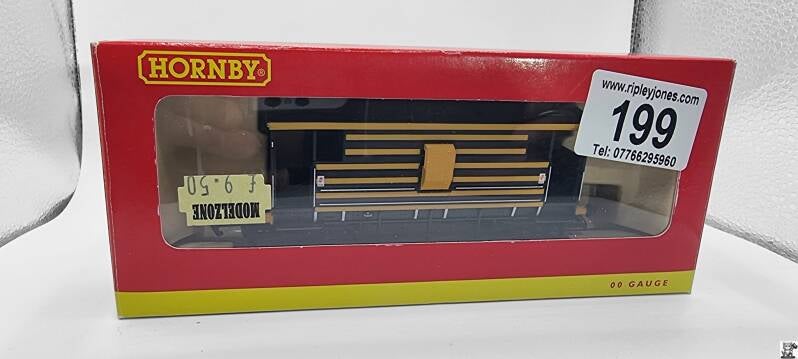 HORNBY®
www.ripleyjones.com
199
Tel: 07766295960
£ 9.50
MODELZONE
00 GAUGE